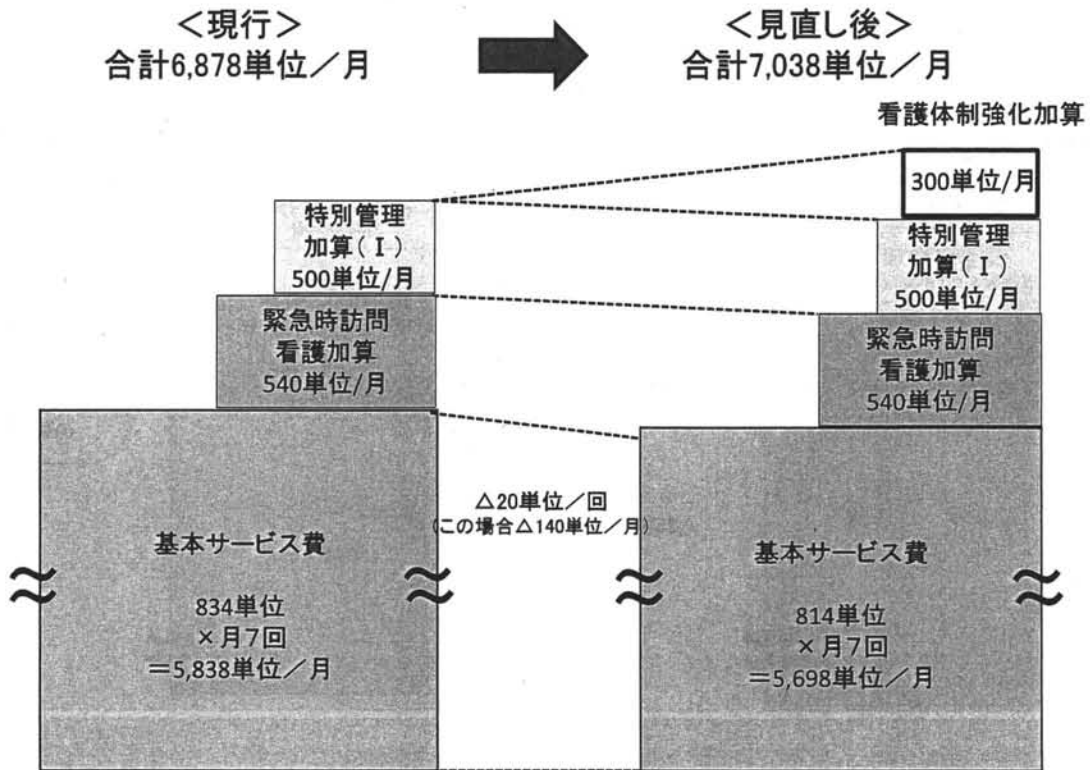 ＜現行＞
合計6,878単位／月
＜見直し後＞
合計7,038単位／月
看護体制強化加算
300単位/月
特別管理
加算(Ⅰ)
500単位/月
緊急時訪問
看護加算
540単位/月
基本サービス費
834単位
×月7回
＝5,838単位／月
△20単位／回
(この場合△140単位／月)
特別管理
加算(Ⅰ)
500単位/月
緊急時訪問
看護加算
540単位/月
基本サービス費
814単位
×月7回
＝5,698単位／月